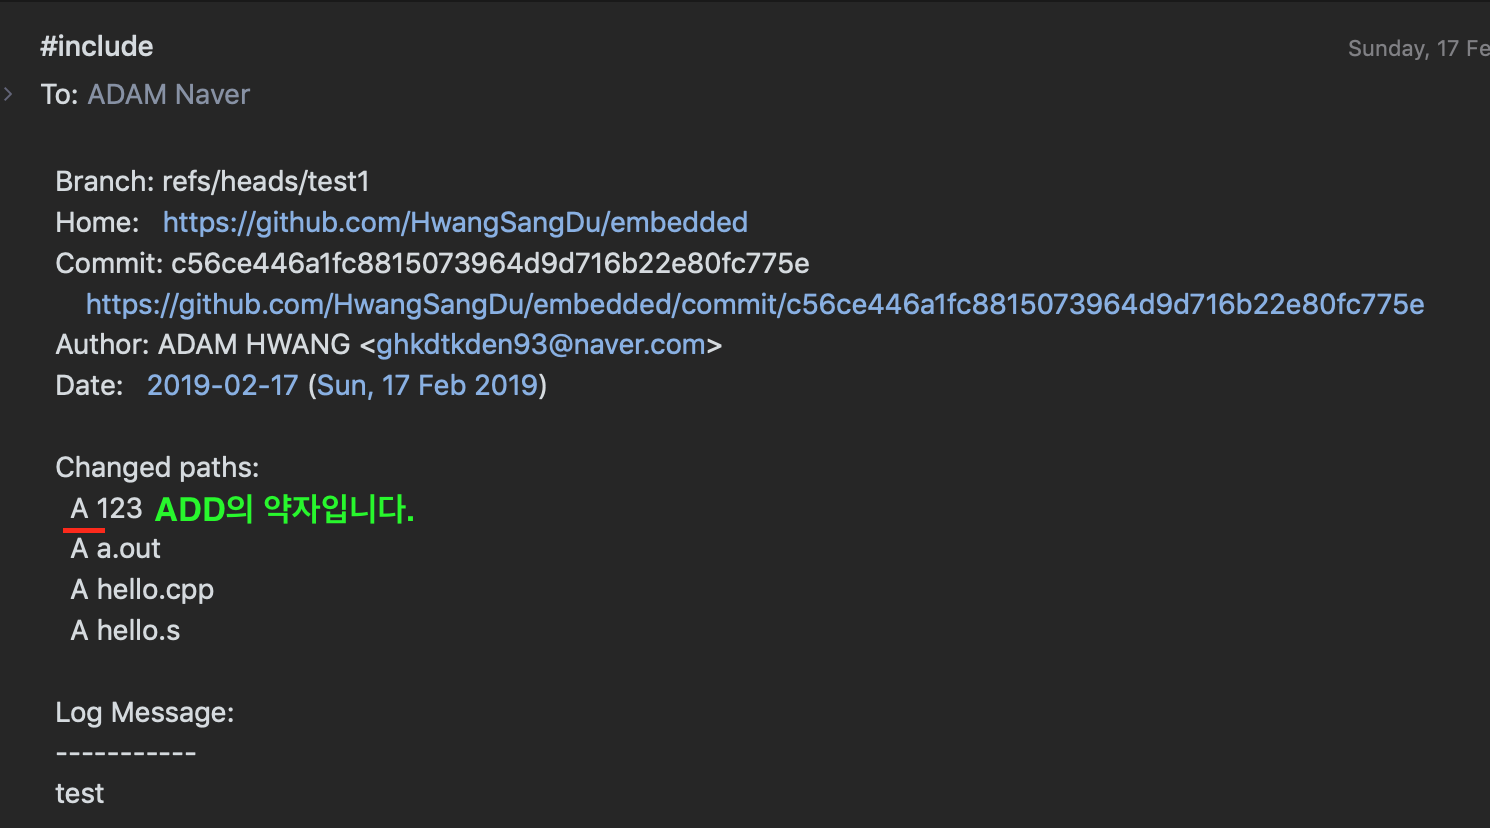 #include
Sunday, 17 Fe
To: ADAM Naver
Branch: refs/heads/test1
Home: https://github.com/HwangSangDu/embedded
Commit: c56ce446a1fc8815073964d9d716b22e80fc775e
https://github.com/HwangSangDu/embedded/commit/c56ce446a1fc8815073964d9d716b22e80fc775e
Author: ADAM HWANG <ghkdtkden93@naver.com>
Date: 2019-02-17 (Sun, 17 Feb 2019)
Changed paths:
A 123 ADD의 약자입니다.
A a.out
A hello.cpp
A hello.s
Log Message:
-----------
test